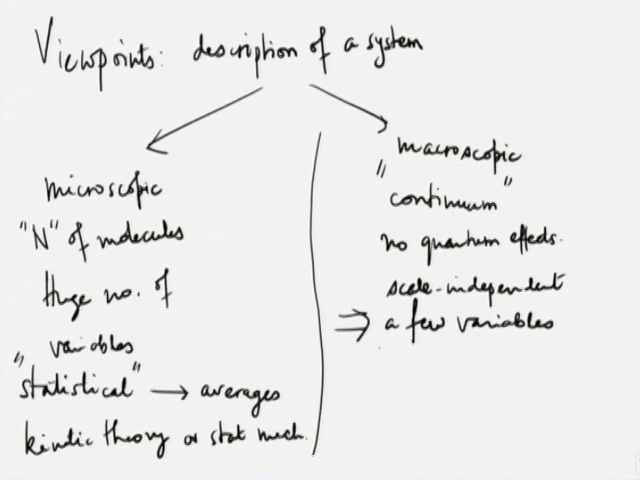 Viewpoints: description of a system
microscopic
"N" of molecules
Huge no. of
variables
"statistical" → averages
kinetic theory or stat mech.
macroscopic
"continuum"
no quantum effects.
scale-independent
⇒ a few variables